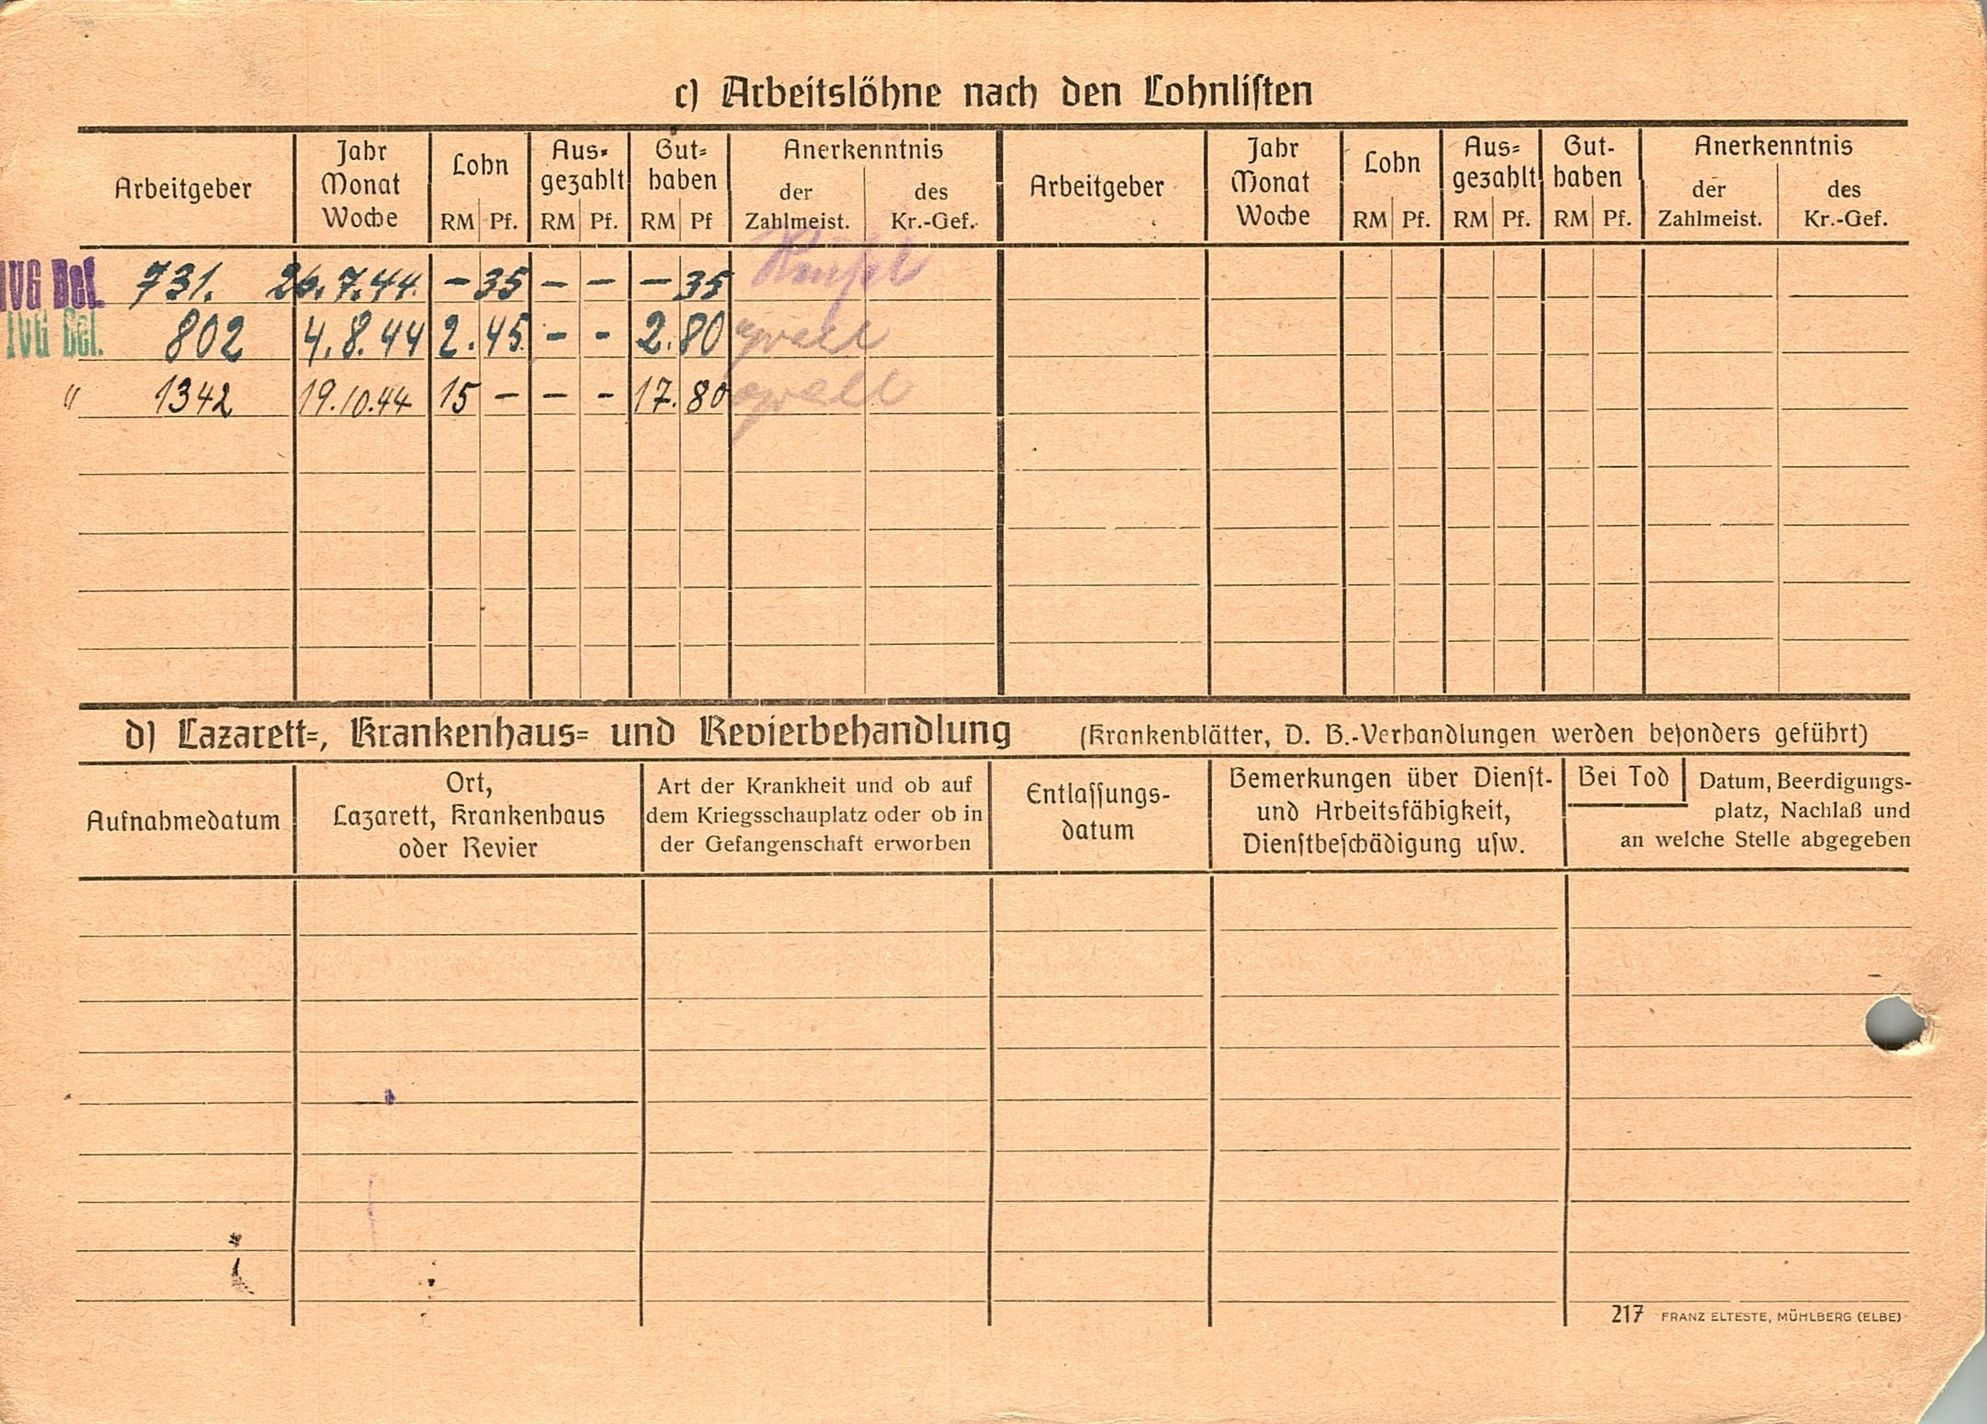 c) Arbeitslöhne nach den Lohnlisten
Arbeitgeber Jahr Monat Woche Lohn RM Pf. Aus-gezahlt RM Pf. Gut-haben RM Pf Anerkenntnis der Zahlmeist. des Kr.-Gef. Arbeitgeber Jahr Monat Woche Lohn RM Pf. Aus-gezahlt RM Pf. Gut-haben RM Pf. Anerkenntnis der Zahlmeist. des Kr.-Gef.
IVG Bel. 731. 26.7.44. - 35 - - - 35
IVG Bel. 802 4.8.44 2.45 - - 2.80
" 1342 19.10.44 15 - - - 17.80
d) Lazarett-, Krankenhaus- und Revierbehandlung (Krankenblätter, D. B.-Verhandlungen werden besonders geführt)
Aufnahmedatum
Ort,
Lazarett, Krankenhaus
oder Revier
Art der Krankheit und ob auf
dem Kriegsschauplatz oder ob in
der Gefangenschaft erworben
Entlassungs-
datum
Bemerkungen über Dienst-
und Arbeitsfähigkeit,
Dienstbeschädigung usw.
Bei Tod Datum, Beerdigungs-
platz, Nachlaß und
an welche Stelle abgegeben
217 FRANZ ELTESTE, MÜHLBERG (ELBE)